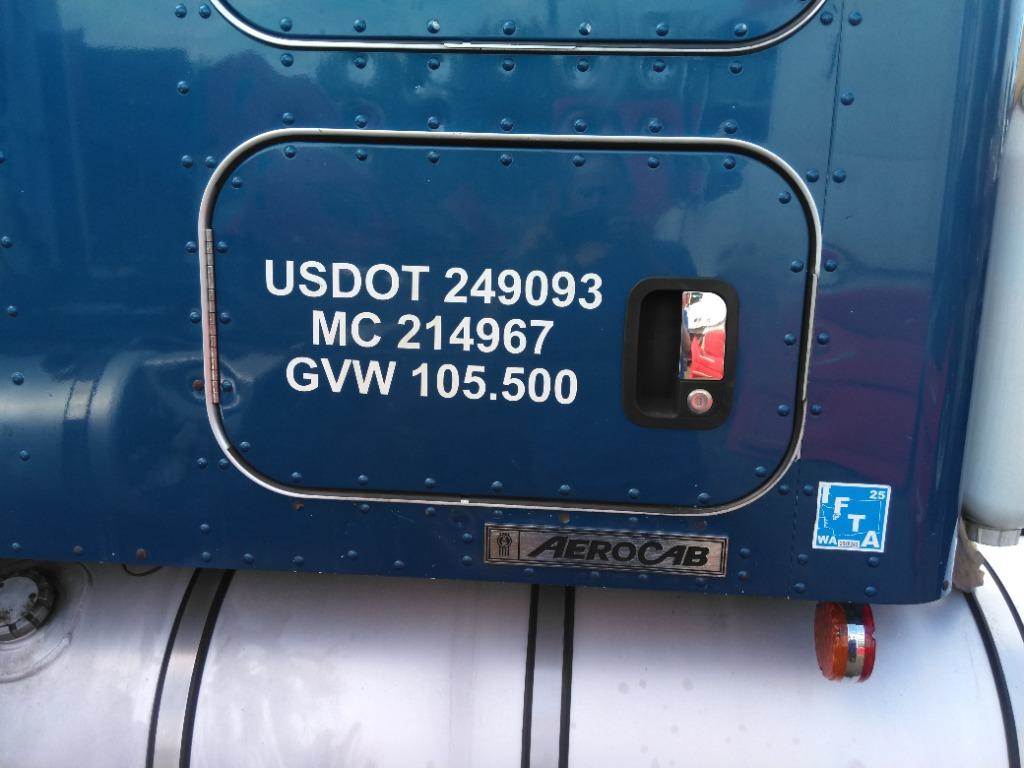 USDOT 249093
MC 214967
GVW 105.500
25
IFTA
WA
AEROCAB